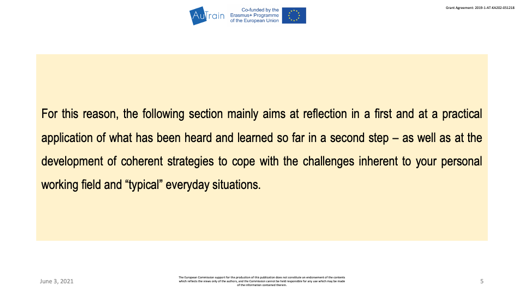 Grant Agreement: 2019-1-AT-KA202-051218
AuTrain
Co-funded by the
Erasmus+ Programme
of the European Union
For this reason, the following section mainly aims at reflection in a first and at a practical
application of what has been heard and learned so far in a second step – as well as at the
development of coherent strategies to cope with the challenges inherent to your personal
working field and “typical” everyday situations.
June 3, 2021
The European Commission support for the production of this publication does not constitute an endorsement of the contents
which reflects the views only of the authors, and the Commission cannot be held responsible for any use which may be made
of the information contained therein.
5